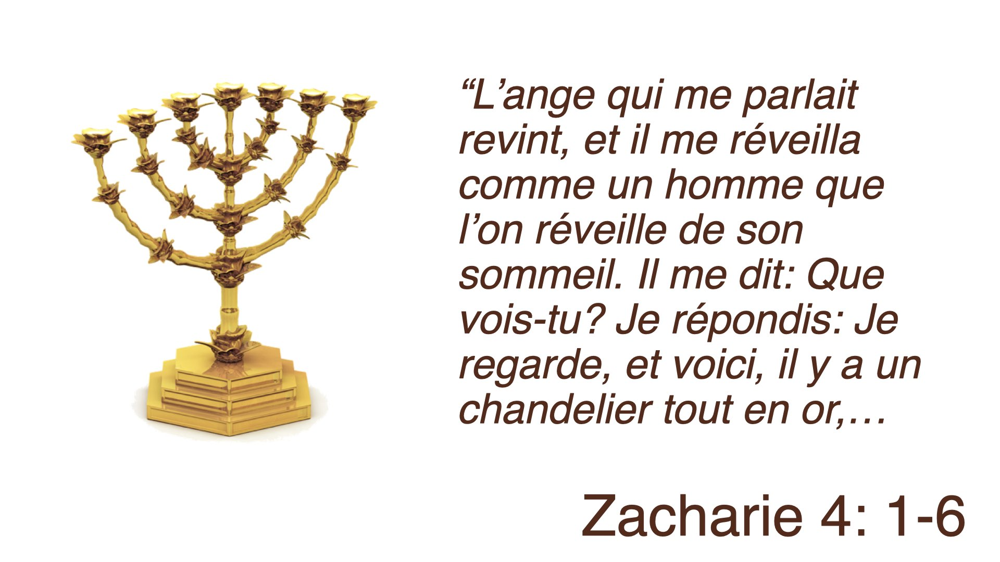 “L’ange qui me parlait
revint, et il me réveilla
comme un homme que
l’on réveille de son
sommeil. Il me dit: Que
vois-tu? Je répondis: Je
regarde, et voici, il y a un
chandelier tout en or,…
Zacharie 4: 1-6